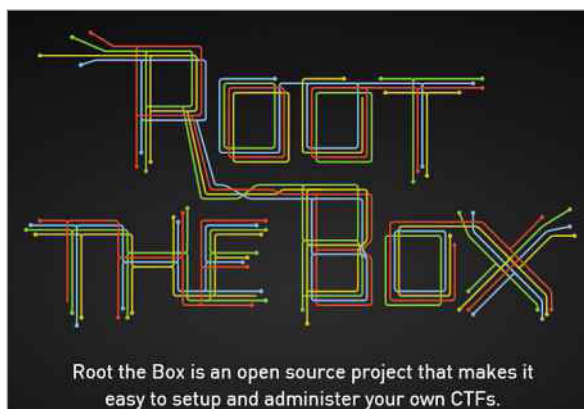 ROOT
THE BOX
Root the Box is an open source project that makes it
easy to setup and administer your own CTFs.